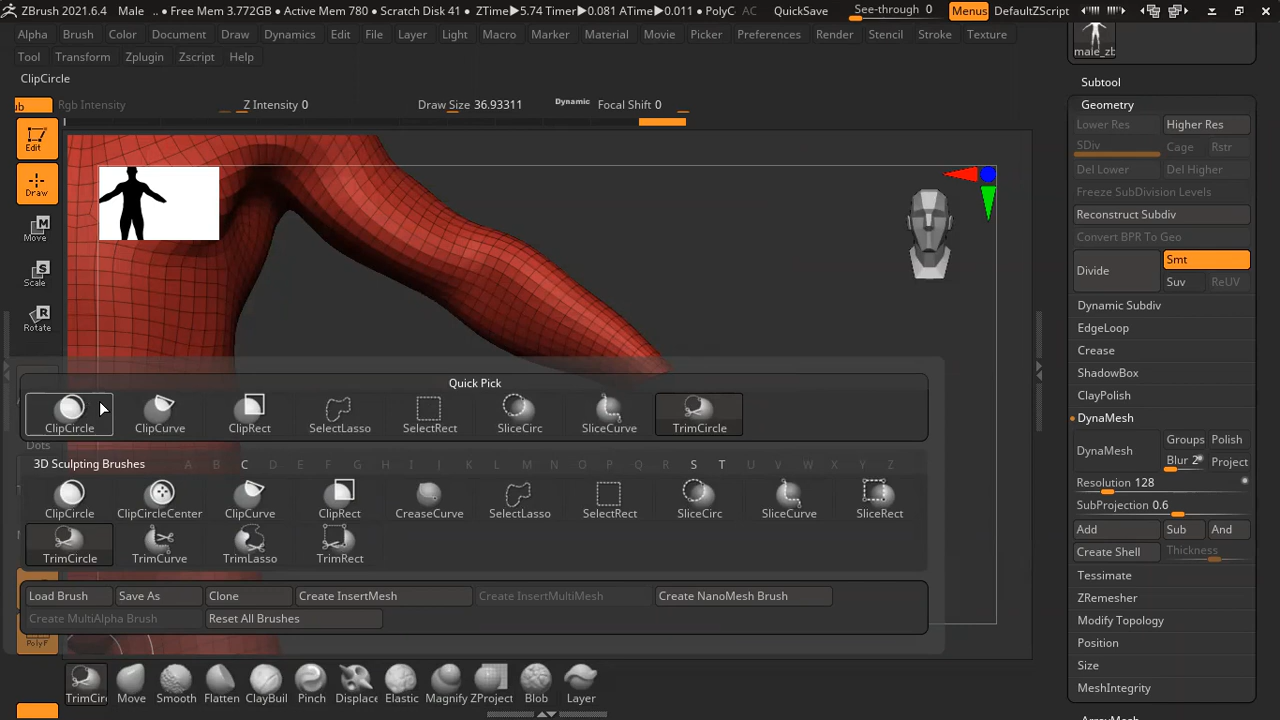 ZBrush 2021.6.4 Male • Free Mem 3.772GB • Active Mem 780 • Scratch Disk 41 • ZTime▶5.74 Timer▶0.081 ATime▶0.011 • PolyC AC QuickSave See-through 0 Menus DefaultZScript
Alpha Brush Color Document Draw Dynamics Edit File Layer Light Macro Marker Material Movie Picker Preferences Render Stencil Stroke Texture
Tool Transform Zplugin Zscript Help
ClipCircle
ub Rgb Intensity Z Intensity 0 Draw Size 36.93311 Dynamic Focal Shift 0
Edit
Draw
Move
Scale
Rotate
Quick Pick
ClipCircle ClipCurve ClipRect SelectLasso SelectRect SliceCirc SliceCurve TrimCircle
Dots
3D Sculpting Brushes A B C D E F G H I J K L M N O P Q R S T U V W X Y Z
ClipCircle ClipCircleCenter ClipCurve ClipRect CreaseCurve SelectLasso SelectRect SliceCirc SliceCurve SliceRect
TrimCircle TrimCurve TrimLasso TrimRect
Load Brush Save As Clone Create InsertMesh Create InsertMultiMesh Create NanoMesh Brush
Create MultiAlpha Brush Reset All Brushes
PolyF
TrimCirc Move Smooth Flatten ClayBuil Pinch Displace Elastic Magnify ZProject Blob Layer
male_zb
Subtool
Geometry
Lower Res Higher Res
SDiv Cage Rstr
Del Lower Del Higher
Freeze SubDivision Levels
Reconstruct Subdiv
Convert BPR To Geo
Divide Smt
Suv ReUV
Dynamic Subdiv
EdgeLoop
Crease
ShadowBox
ClayPolish
DynaMesh
DynaMesh Groups Polish
Blur 2 Project
Resolution 128
SubProjection 0.6
Add Sub And
Create Shell Thickness
Tessimate
ZRemesher
Modify Topology
Position
Size
MeshIntegrity
ArrayMesh